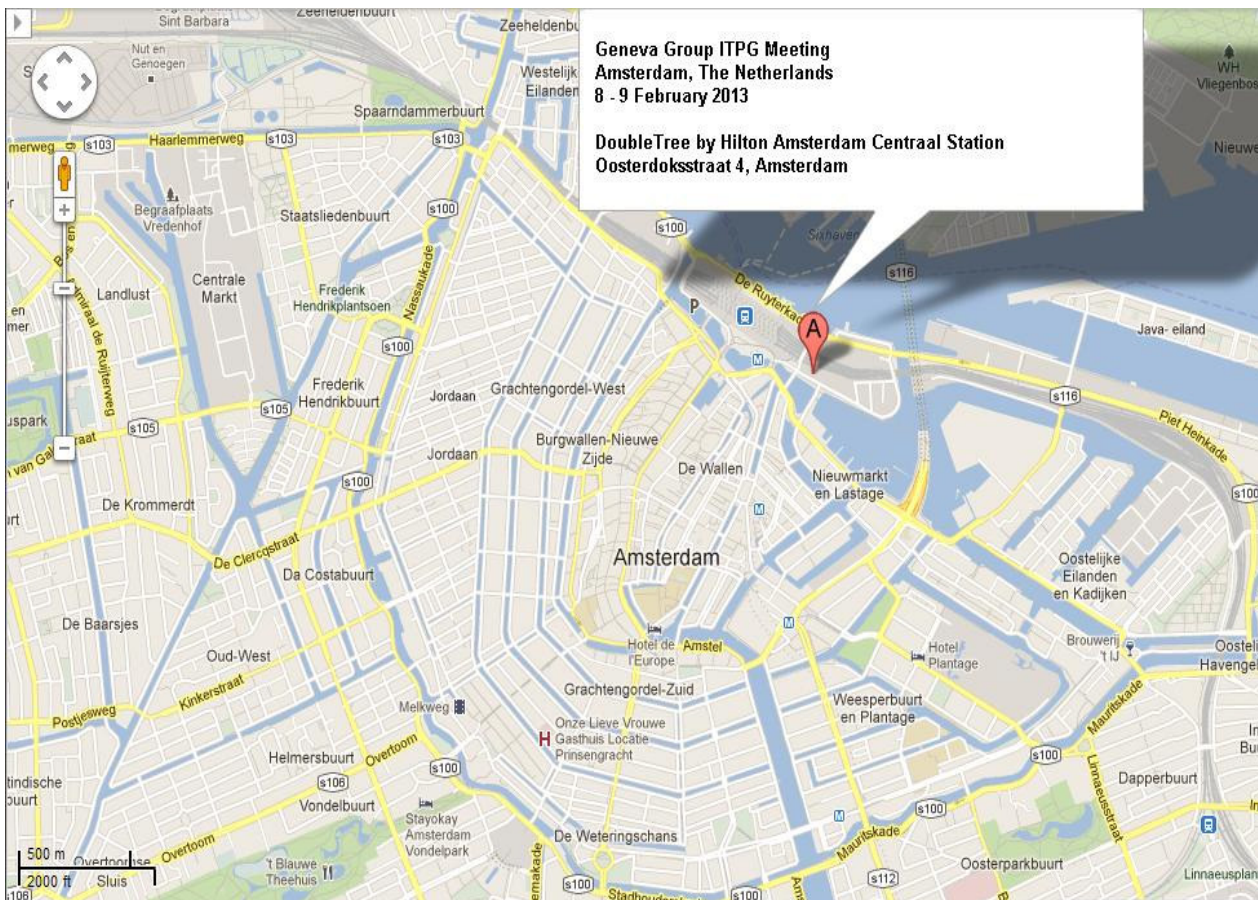 Sint Barbara
Zeeheldenbuurt
Nut en
Genoegen
Westelijke
Eilanden
Spaarndammerbuurt
Geneva Group ITPG Meeting
Amsterdam, The Netherlands
8 - 9 February 2013
DoubleTree by Hilton Amsterdam Centraal Station
Oosterdoksstraat 4, Amsterdam
WH
Vliegenbos
Nieuwe
s103
Haarlemmerweg
s103
s103
Begraafplaats
Vredenhof
Staatsliedenbuurt
s100
s100
Sixhaven
s116
Centrale
Markt
Landlust
Admiraal de Ruijterweg
Frederik
Hendrikplantsoen
Nassaukade
De Ruyterkade
P
A
M
Java- eiland
s100
Frederik
Hendrikbuurt
Jordaan
Grachtengordel-West
s105
s105
s116
Piet Heinkade
Burgwallen-Nieuwe
Zijde
Jordaan
De Wallen
Nieuwmarkt
en Lastage
s100
s100
De Krommerdt
M
De Clercqstraat
Da Costabuurt
Amsterdam
Oostelijke
Eilanden
en Kadijken
De Baarsjes
M
Oud-West
Hotel de
l'Europe
Amstel
Hotel
Plantage
Brouwerij
't IJ
Kinkerstraat
Grachtengordel-Zuid
Weesperbuurt
en Plantage
Mauritskade
Postjesweg
Melkweg
Onze Lieve Vrouwe
Gasthuis Locatie
Prinsengracht
H
Helmersbuurt
Overtoom
s100
s100
Linnaeusstraat
Dapperbuurt
s106
Vondelbuurt
Stayokay
Amsterdam
Vondelpark
De Weteringschans
M
s100
Mauritskade
500 m
2000 ft
Sluis
Overtoom
't Blauwe
Theehuis
s100
s112
Oosterparkbuurt
Linnaeusplan
s106